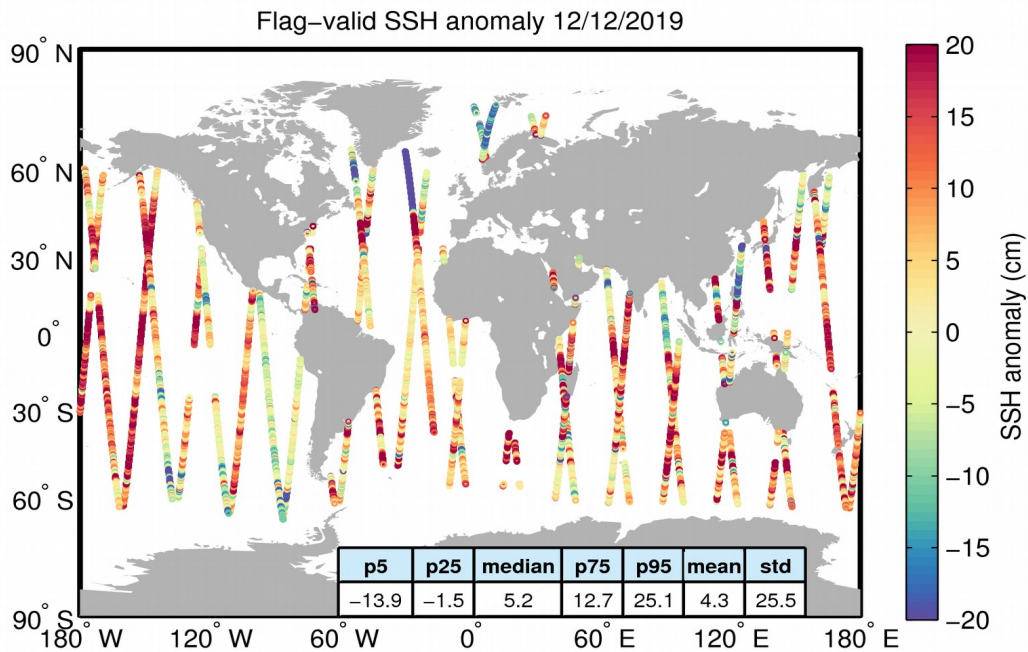 Flag−valid SSH anomaly 12/12/2019
90° N
60° N
30° N
0°
30° S
60° S
90° S
180° W
120° W
60° W
0°
60° E
120° E
180° E
p5 p25 median p75 p95 mean std
−13.9 −1.5 5.2 12.7 25.1 4.3 25.5
20
15
10
5
0
−5
−10
−15
−20
SSH anomaly (cm)